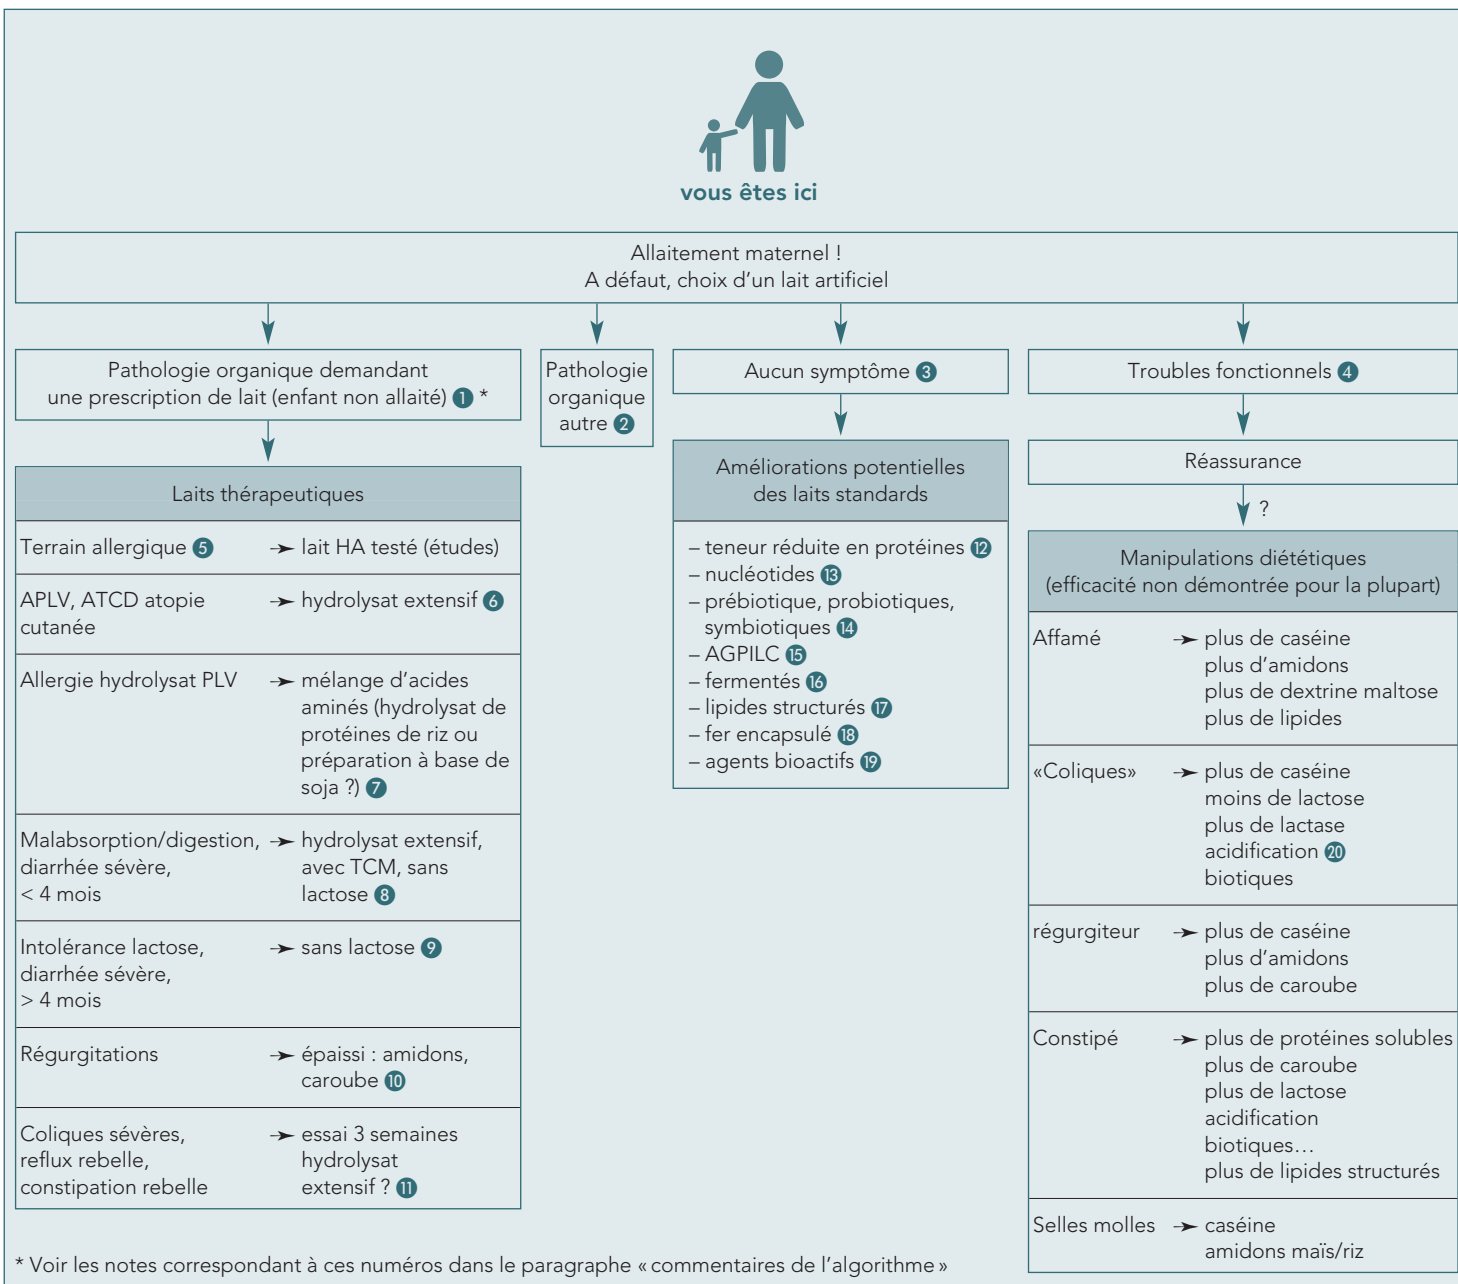 vous êtes ici
Allaitement maternel !
A défaut, choix d'un lait artificiel
Pathologie organique demandant
une prescription de lait (enfant non allaité) 1 *
Pathologie
organique
autre 2
Aucun symptôme 3
Troubles fonctionnels 4
Laits thérapeutiques
Terrain allergique 5 → lait HA testé (études)
APLV, ATCD atopie → hydrolysat extensif 6
cutanée
Allergie hydrolysat PLV → mélange d'acides
aminés (hydrolysat de
protéines de riz ou
préparation à base de
soja ?) 7
Malabsorption/digestion, → hydrolysat extensif,
diarrhée sévère, avec TCM, sans
< 4 mois lactose 8
Intolérance lactose, → sans lactose 9
diarrhée sévère,
> 4 mois
Régurgitations → épaissi : amidons,
caroube 10
Coliques sévères, → essai 3 semaines
reflux rebelle, hydrolysat
constipation rebelle extensif ? 11
Améliorations potentielles
des laits standards
– teneur réduite en protéines 12
– nucléotides 13
– prébiotique, probiotiques,
symbiotiques 14
– AGPILC 15
– fermentés 16
– lipides structurés 17
– fer encapsulé 18
– agents bioactifs 19
Réassurance
?
Manipulations diététiques
(efficacité non démontrée pour la plupart)
Affamé → plus de caséine
plus d'amidons
plus de dextrine maltose
plus de lipides
«Coliques» → plus de caséine
moins de lactose
plus de lactase
acidification 20
biotiques
régurgiteur → plus de caséine
plus d'amidons
plus de caroube
Constipé → plus de protéines solubles
plus de caroube
plus de lactose
acidification
biotiques…
plus de lipides structurés
Selles molles → caséine
amidons maïs/riz
* Voir les notes correspondant à ces numéros dans le paragraphe «commentaires de l'algorithme»